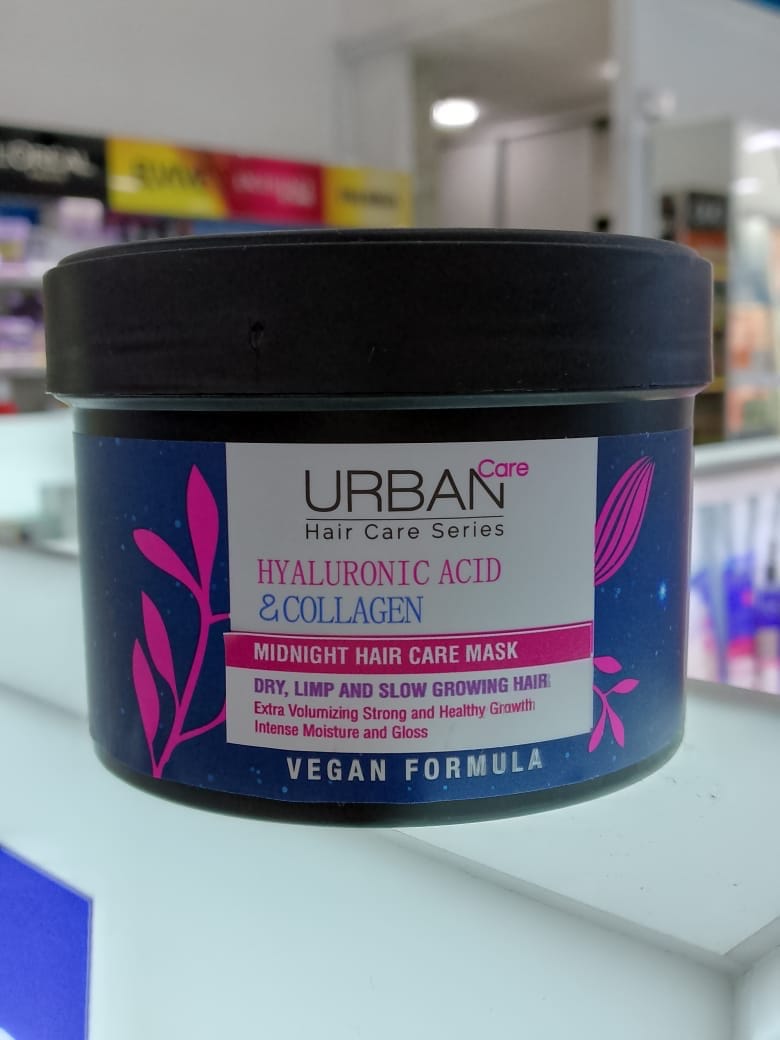 L'OREAL
URBAN Care
Hair Care Series
HYALURONIC ACID
& COLLAGEN
MIDNIGHT HAIR CARE MASK
DRY, LIMP AND SLOW GROWING HAIR
Extra Volumizing Strong and Healthy Growth
Intense Moisture and Gloss
VEGAN FORMULA